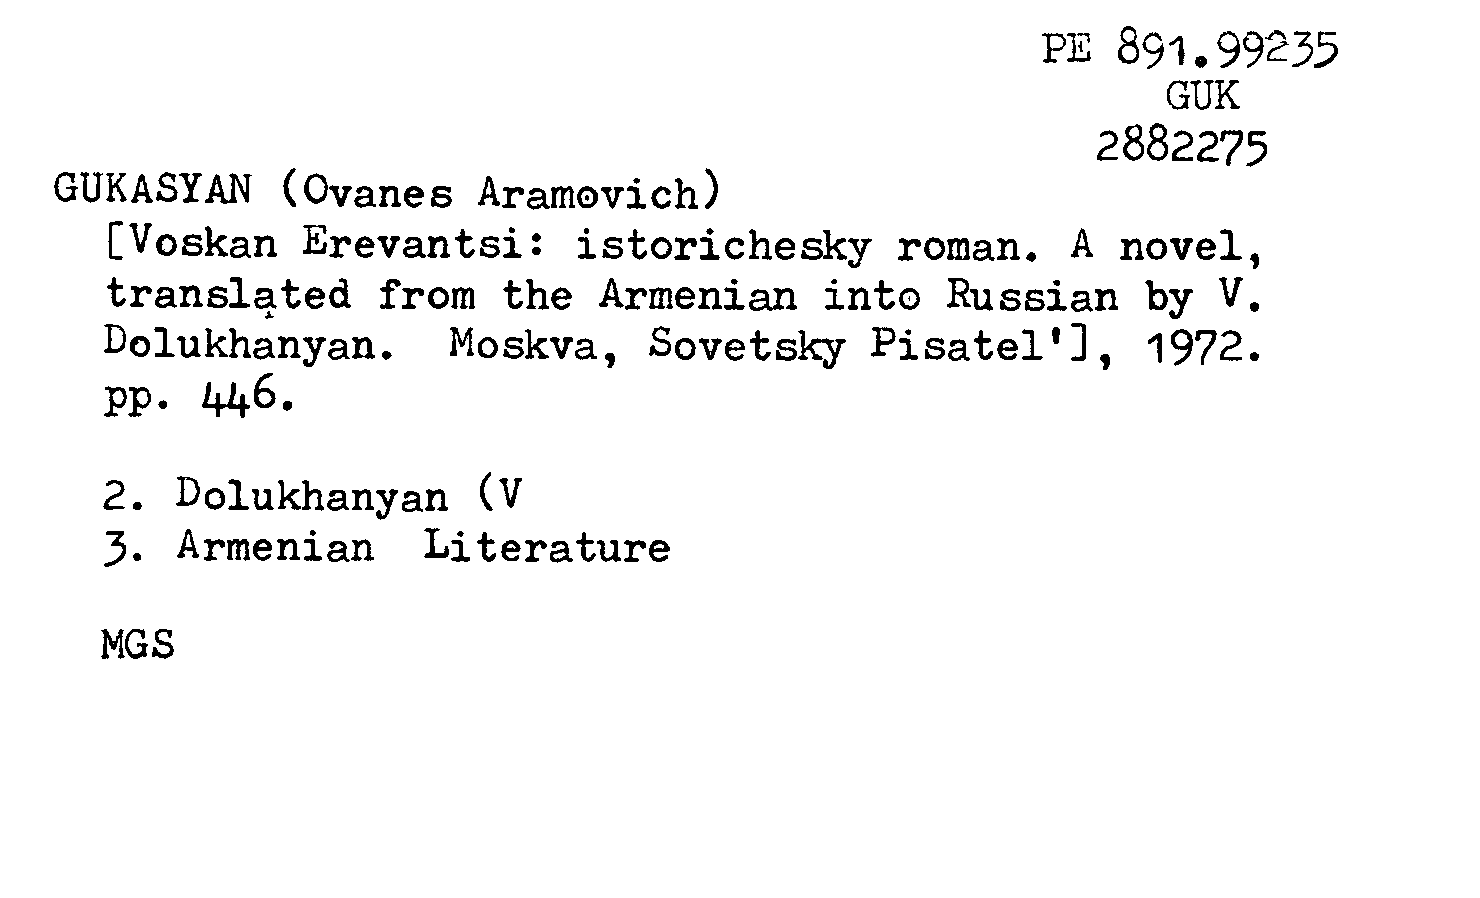 PE 891.99235
GUK
2882275
GUKASYAN (Ovanes Aramovich)
[Voskan Erevantsi: istorichesky roman. A novel,
translated from the Armenian into Russian by V.
Dolukhanyan. Moskva, Sovetsky Pisatel'], 1972.
pp. 446.
2. Dolukhanyan (V
3. Armenian Literature
MGS